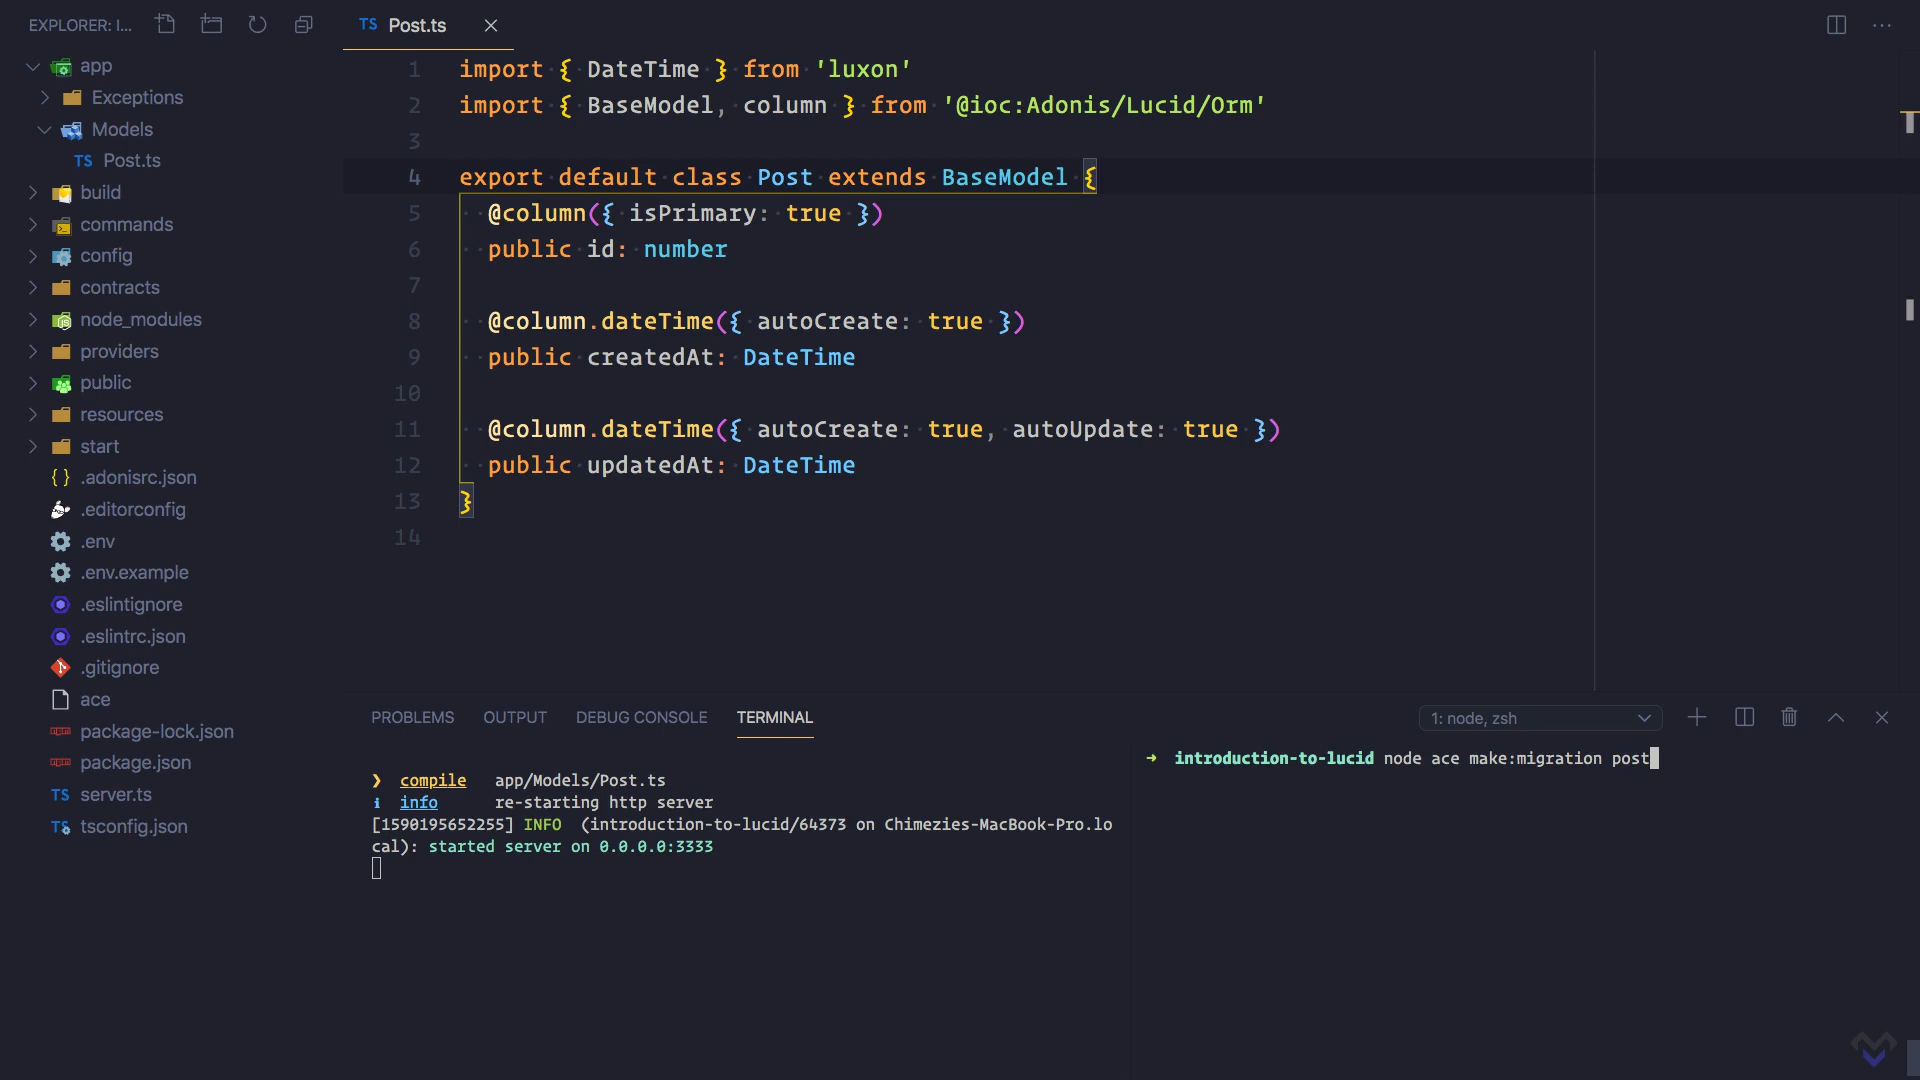 EXPLORER: I...
app
Exceptions
Models
TS Post.ts
build
commands
config
contracts
node_modules
providers
public
resources
start
{ } .adonisrc.json
.editorconfig
.env
.env.example
.eslintignore
.eslintrc.json
.gitignore
ace
package-lock.json
package.json
TS server.ts
TS tsconfig.json
TS Post.ts
1 import { DateTime } from 'luxon'
2 import { BaseModel, column } from '@ioc:Adonis/Lucid/Orm'
3
4 export default class Post extends BaseModel {
5 @column({ isPrimary: true })
6 public id: number
7
8 @column.dateTime({ autoCreate: true })
9 public createdAt: DateTime
10
11 @column.dateTime({ autoCreate: true, autoUpdate: true })
12 public updatedAt: DateTime
13 }
14
PROBLEMS OUTPUT DEBUG CONSOLE TERMINAL
1: node, zsh
❯ compile app/Models/Post.ts
ℹ info re-starting http server
[1590195652255] INFO (introduction-to-lucid/64373 on Chimezies-MacBook-Pro.lo
cal): started server on 0.0.0.0:3333
➜ introduction-to-lucid node ace make:migration post